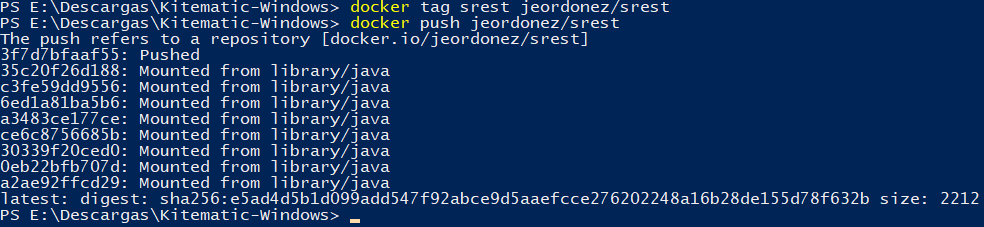 PS E:\Descargas\Kitematic-Windows> docker tag srest jeordonez/srest
PS E:\Descargas\Kitematic-Windows> docker push jeordonez/srest
The push refers to a repository [docker.io/jeordonez/srest]
3f7d7bfaaf55: Pushed
35c20f26d188: Mounted from library/java
c3fe59dd9556: Mounted from library/java
6ed1a81ba5b6: Mounted from library/java
a3483ce177ce: Mounted from library/java
ce6c8756685b: Mounted from library/java
30339f20ced0: Mounted from library/java
0eb22bfb707d: Mounted from library/java
a2ae92ffcd29: Mounted from library/java
latest: digest: sha256:e5ad4d5b1d099add547f92abce9d5aaefcce276202248a16b28de155d78f632b size: 2212
PS E:\Descargas\Kitematic-Windows>